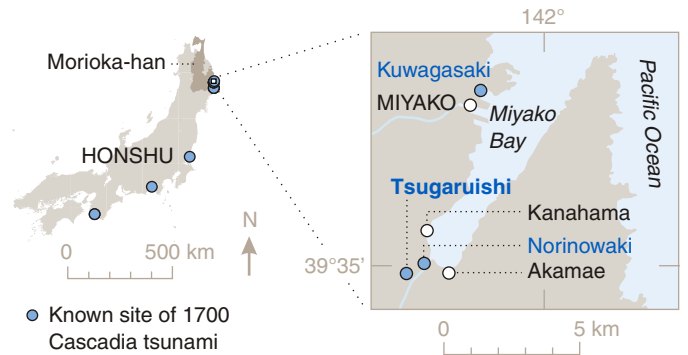 Morioka-han
HONSHU
N
0 500 km
Known site of 1700
Cascadia tsunami
142°
Kuwagasaki
MIYAKO
Miyako
Bay
Pacific Ocean
Tsugaruishi
Kanahama
Norinowaki
39°35'
Akamae
0 5 km